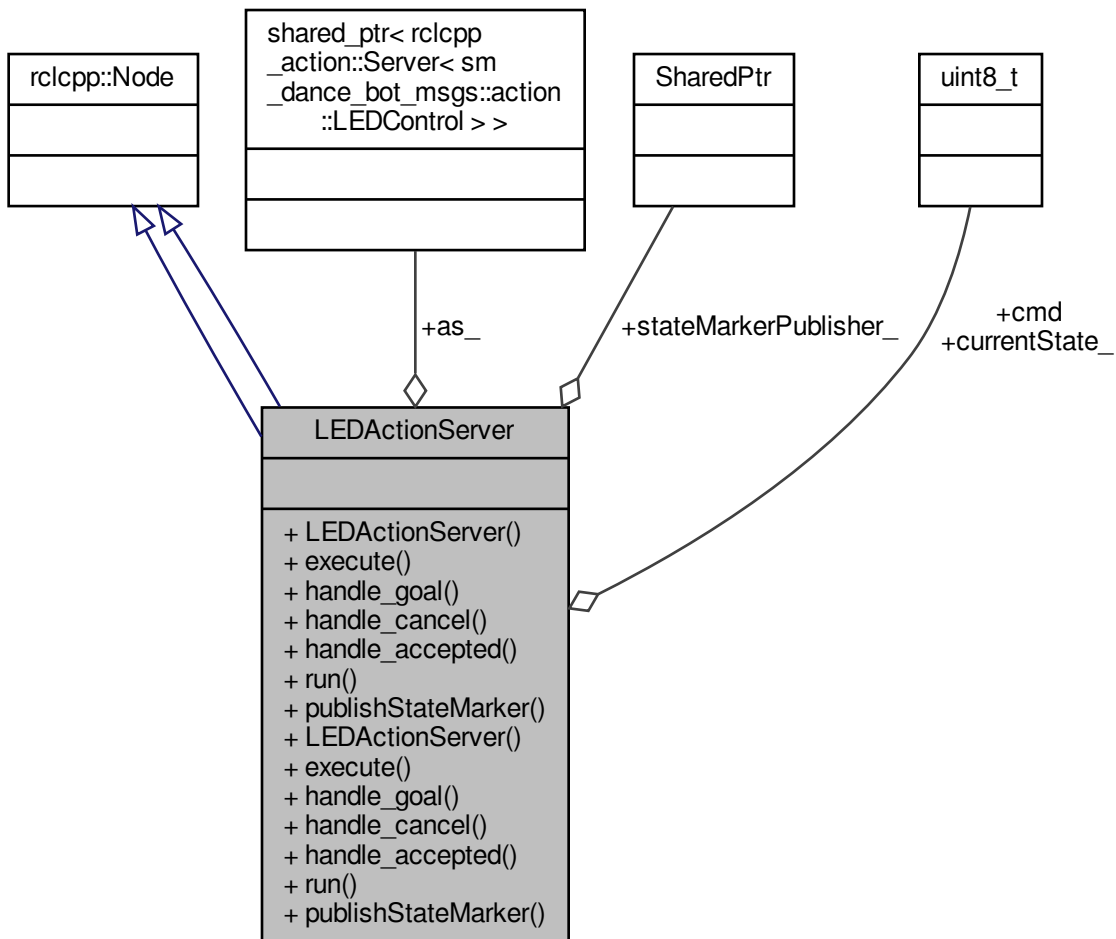 rclcpp::Node
shared_ptr< rclcpp
_action::Server< sm
_dance_bot_msgs::action
::LEDControl > >
SharedPtr
uint8_t
+as_
+stateMarkerPublisher_
+cmd
+currentState_
LEDActionServer
+ LEDActionServer()
+ execute()
+ handle_goal()
+ handle_cancel()
+ handle_accepted()
+ run()
+ publishStateMarker()
+ LEDActionServer()
+ execute()
+ handle_goal()
+ handle_cancel()
+ handle_accepted()
+ run()
+ publishStateMarker()